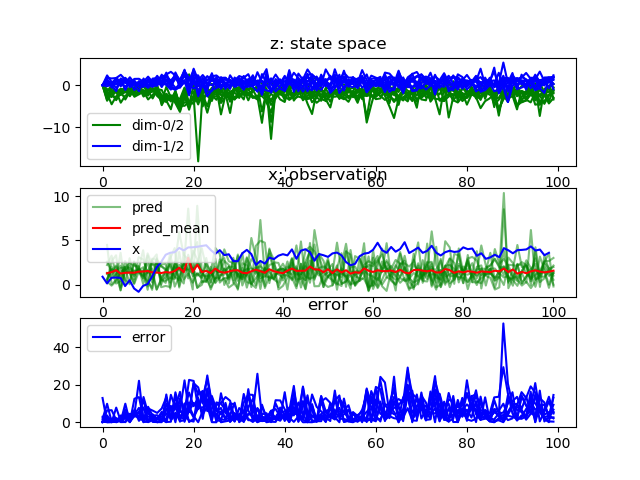 z: state space
0
−10
dim-0/2
dim-1/2
0 20 40 60 80 100
x: observation
10
5
0
pred
pred_mean
x
0 20 40 60 80 100
error
40
20
0
error
0 20 40 60 80 100